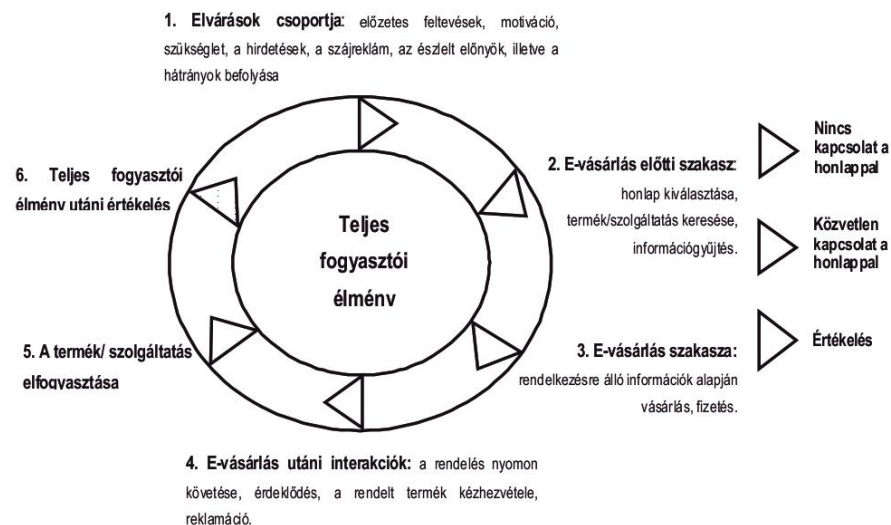 1. Elvárások csoportja: előzetes feltevések, motiváció,
szükséglet, a hirdetések, a szájreklám, az észlelt előnyök, illetve a
hátrányok befolyása
2. E-vásárlás előtti szakasz:
honlap kiválasztása,
termék/szolgáltatás keresése,
információgyűjtés.
3. E-vásárlás szakasza:
rendelkezésre álló információk alapján
vásárlás, fizetés.
4. E-vásárlás utáni interakciók: a rendelés nyomon
követése, érdeklődés, a rendelt termék kézhezvétele,
reklamáció.
5. A termék/ szolgáltatás
elfogyasztása
6. Teljes fogyasztói
élmény utáni értékelés
Teljes
fogyasztói
élmény
Nincs
kapcsolat a
honlappal
Közvetlen
kapcsolat a
honlappal
Értékelés